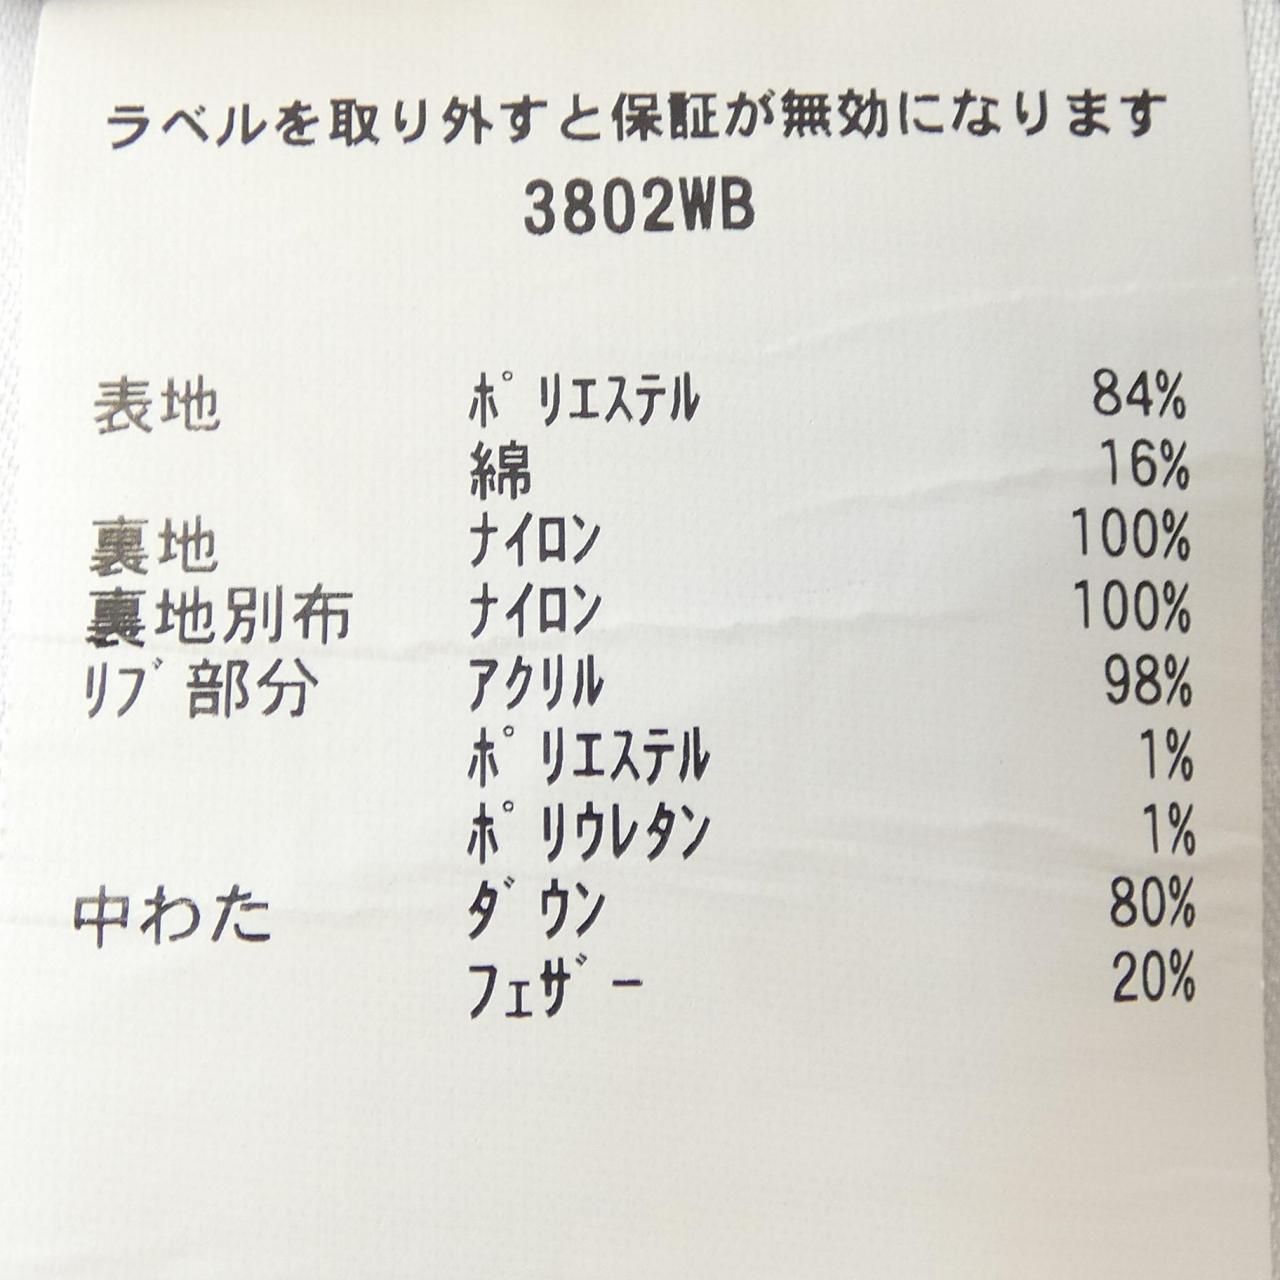 ラベルを取り外すと保証が無効になります
3802WB
表地 ポリエステル 84%
綿 16%
裏地 ナイロン 100%
裏地別布 ナイロン 100%
リブ部分 アクリル 98%
ポリエステル 1%
ポリウレタン 1%
中わた ダウン 80%
フェザー 20%